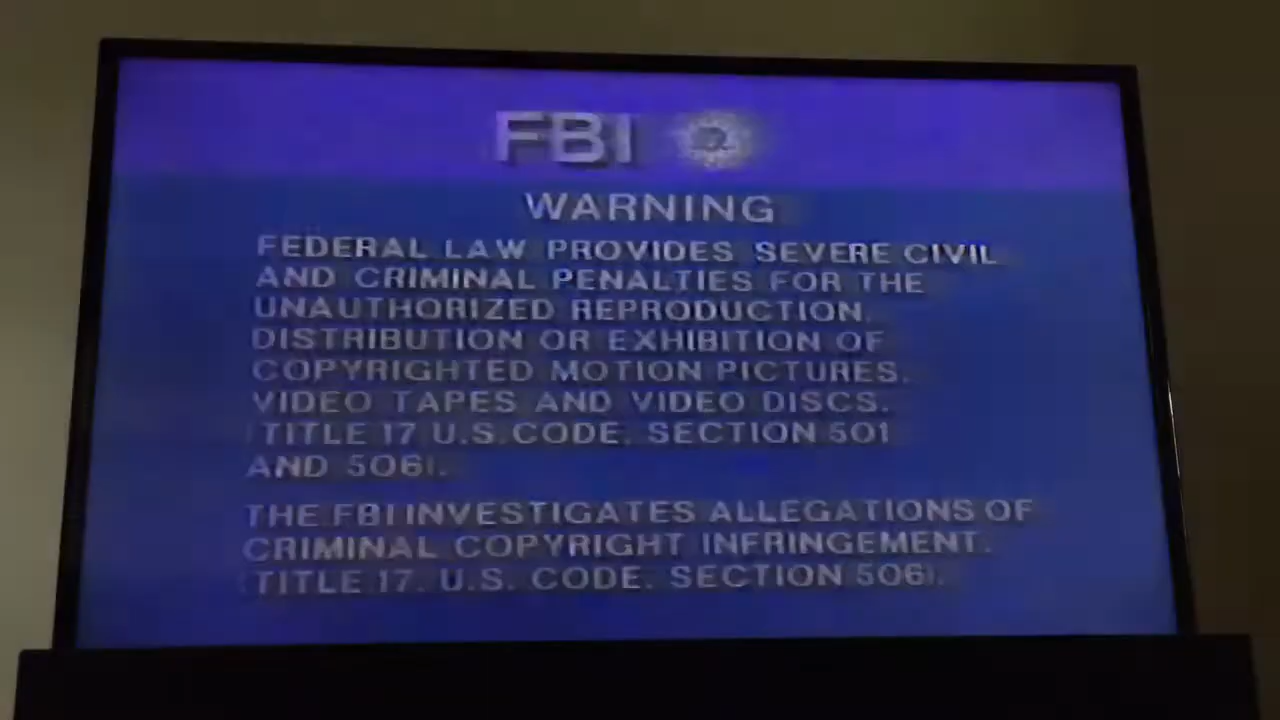 FBI
WARNING
FEDERAL LAW PROVIDES SEVERE CIVIL
AND CRIMINAL PENALTIES FOR THE
UNAUTHORIZED REPRODUCTION,
DISTRIBUTION OR EXHIBITION OF
COPYRIGHTED MOTION PICTURES,
VIDEO TAPES AND VIDEO DISCS.
(TITLE 17 U.S.CODE, SECTION 501
AND 506).
THE FBI INVESTIGATES ALLEGATIONS OF
CRIMINAL COPYRIGHT INFRINGEMENT.
(TITLE 17, U.S. CODE, SECTION 506).